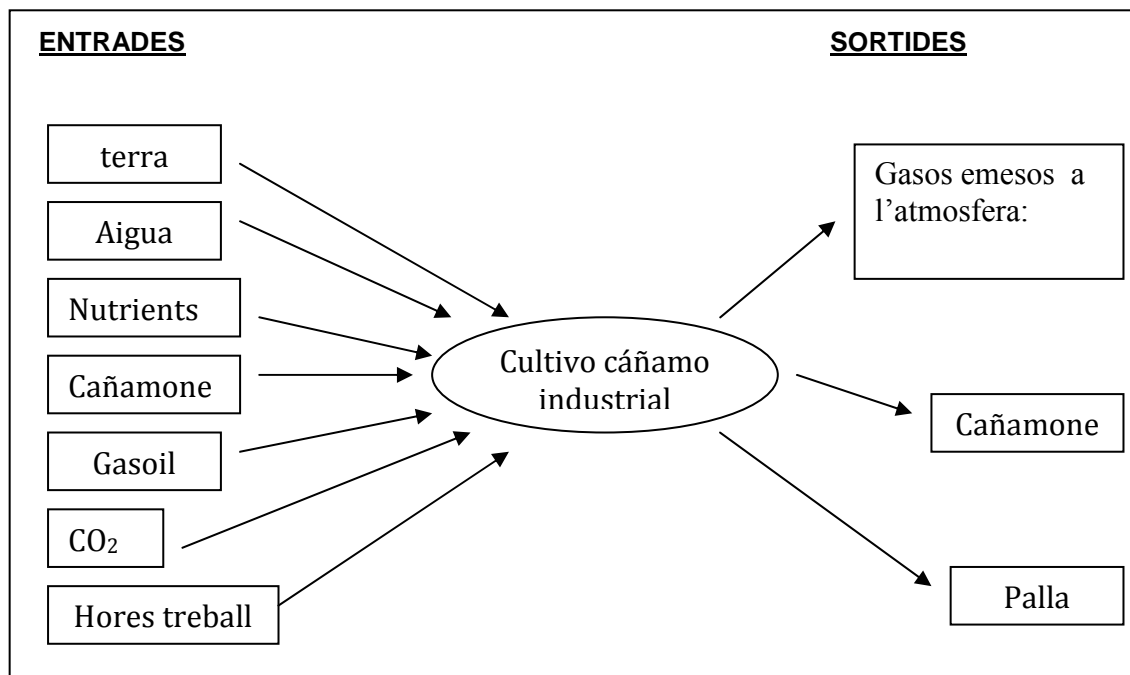 ENTRADES
SORTIDES
terra
Aigua
Nutrients
Cañamone
Gasoil
CO₂
Hores treball
Cultivo cáñamo
industrial
Gasos emesos a
l’atmosfera:
Cañamone
Palla